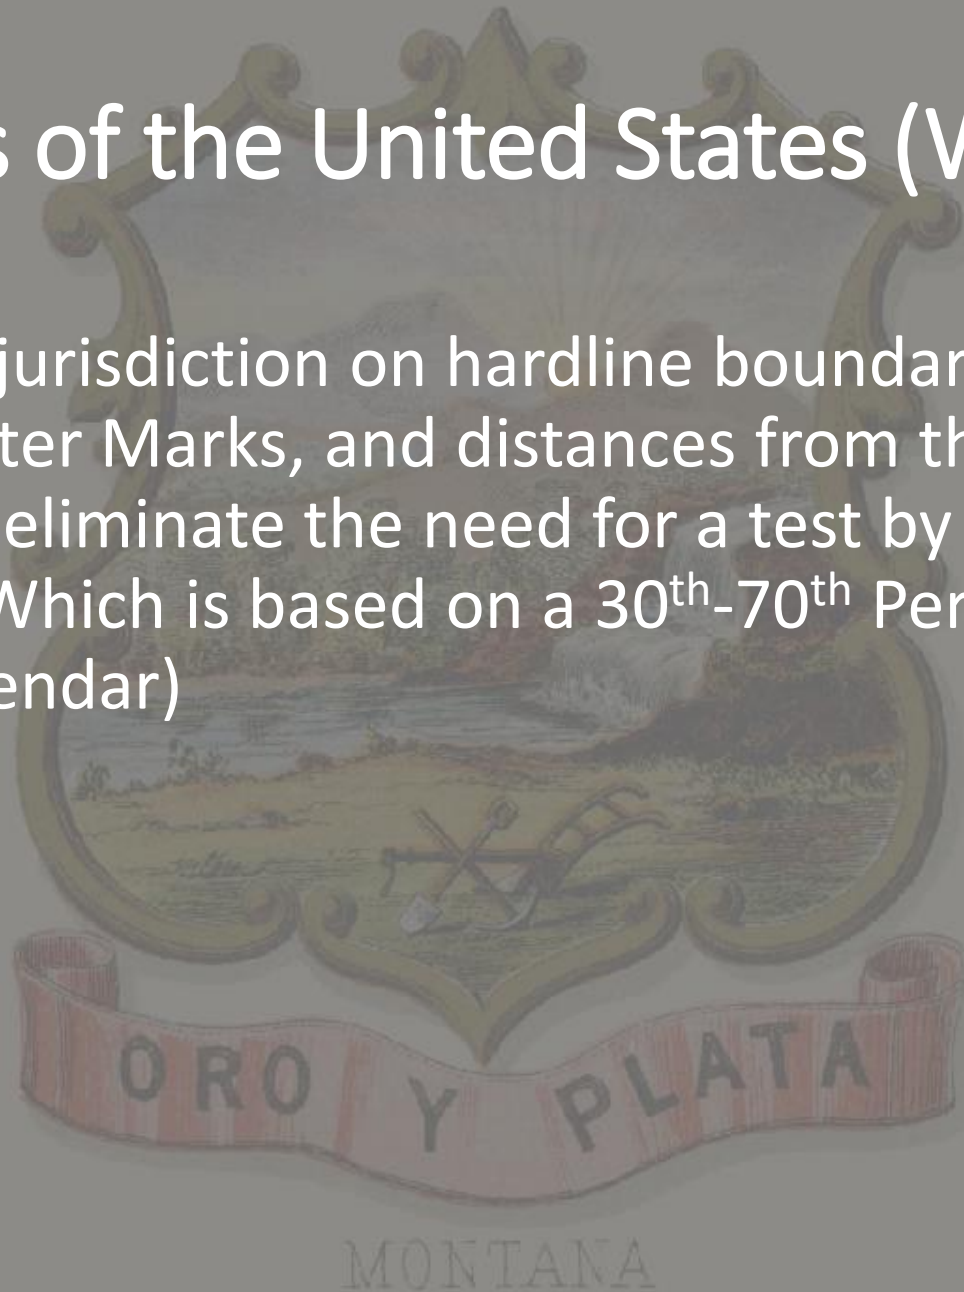 s of the United States (W
jurisdiction on hardline boundar
ter Marks, and distances from th
eliminate the need for a test by
Which is based on a 30th-70th Per
endar)
ORO Y PLATA
MONTANA